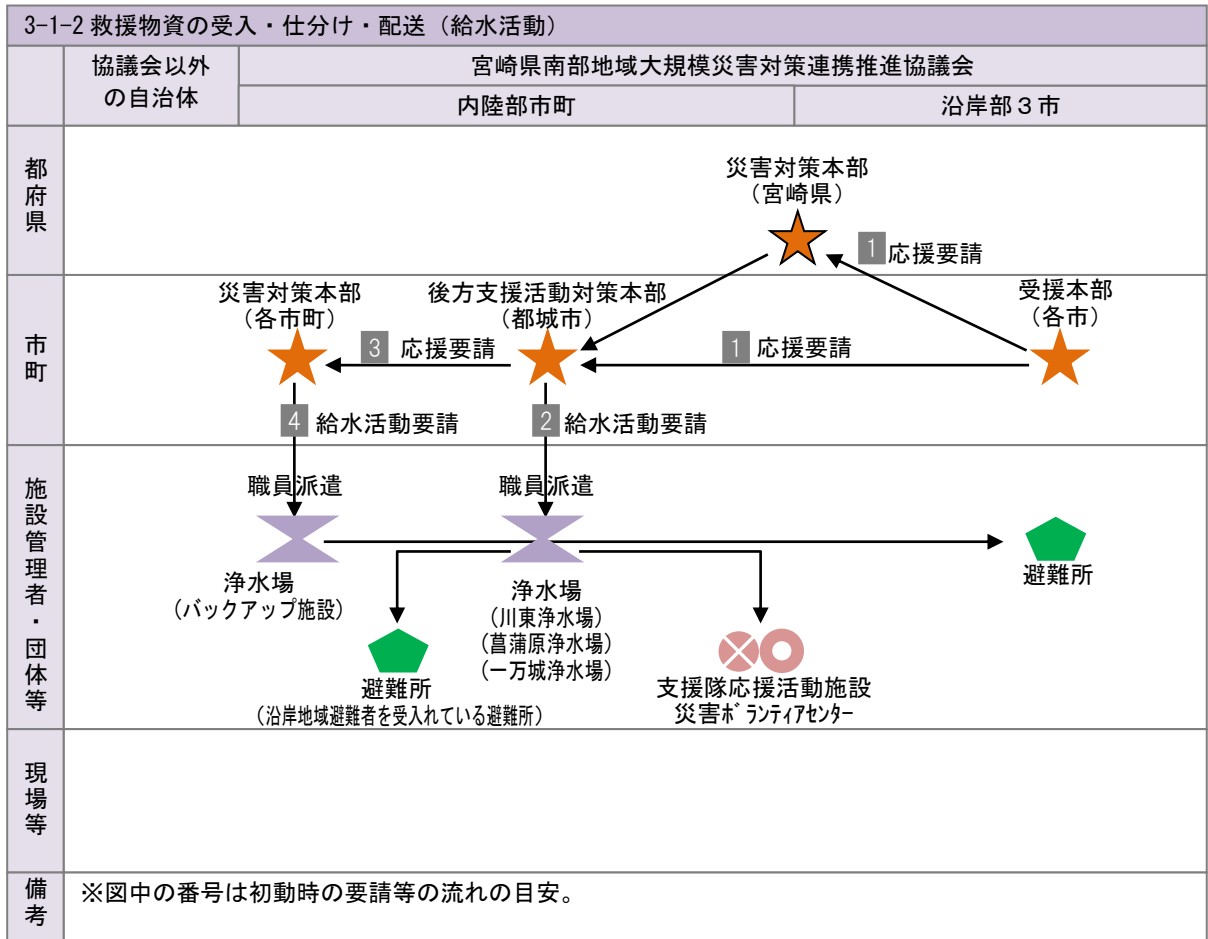 3-1-2 救援物資の受入・仕分け・配送（給水活動）
協議会以外
の自治体
宮崎県南部地域大規模災害対策連携推進協議会
内陸部市町
沿岸部３市
都府県
災害対策本部
（宮崎県）
1 応援要請
市町
災害対策本部
（各市町）
後方支援活動対策本部
（都城市）
受援本部
（各市）
3 応援要請
1 応援要請
4 給水活動要請
2 給水活動要請
施設管理者・団体等
職員派遣
職員派遣
浄水場
（バックアップ施設）
浄水場
（川東浄水場）
（菖蒲原浄水場）
（一万城浄水場）
避難所
避難所
（沿岸地域避難者を受入れている避難所）
支援隊応援活動施設
災害ﾎﾞﾗﾝﾃｨｱｾﾝﾀｰ
現場等
備考
※図中の番号は初動時の要請等の流れの目安。